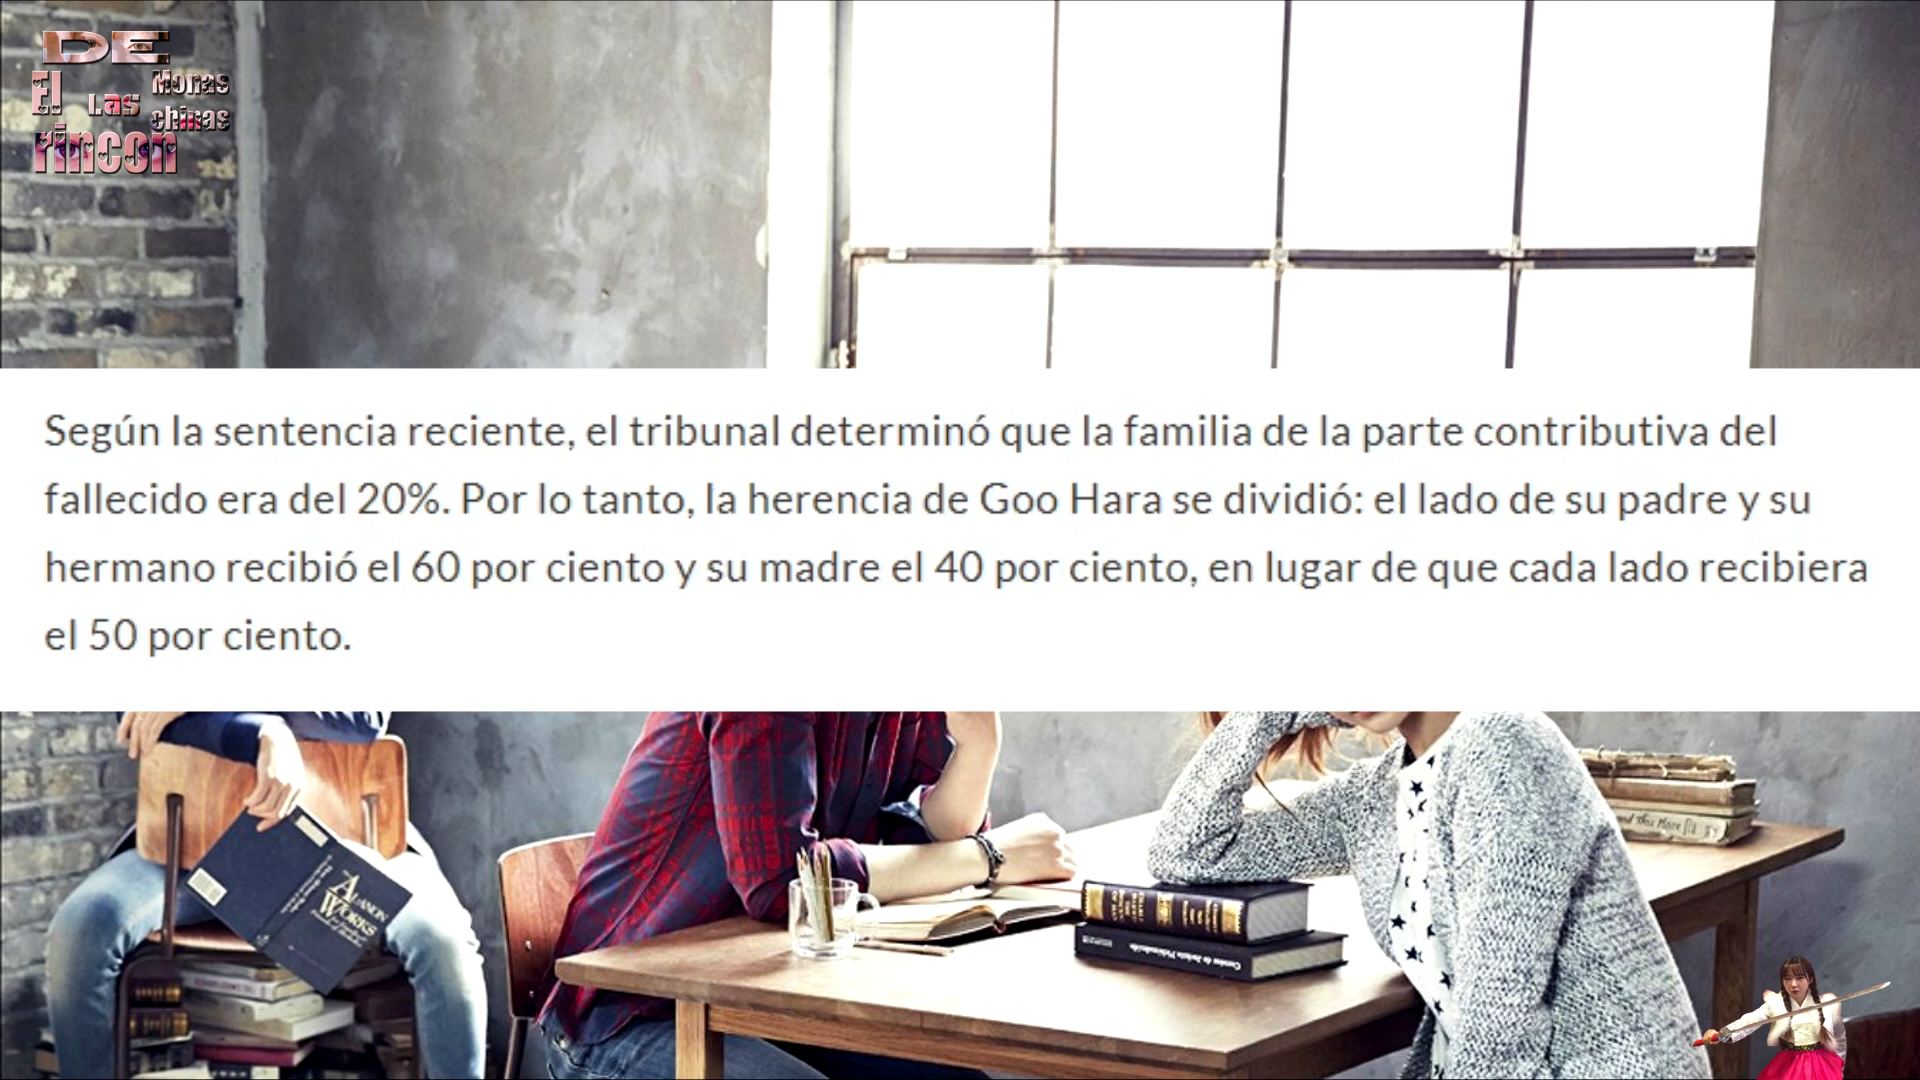 DE
El Las Monas
chinas
rincon
Según la sentencia reciente, el tribunal determinó que la familia de la parte contributiva del
fallecido era del 20%. Por lo tanto, la herencia de Goo Hara se dividió: el lado de su padre y su
hermano recibió el 60 por ciento y su madre el 40 por ciento, en lugar de que cada lado recibiera
el 50 por ciento.
WORKS